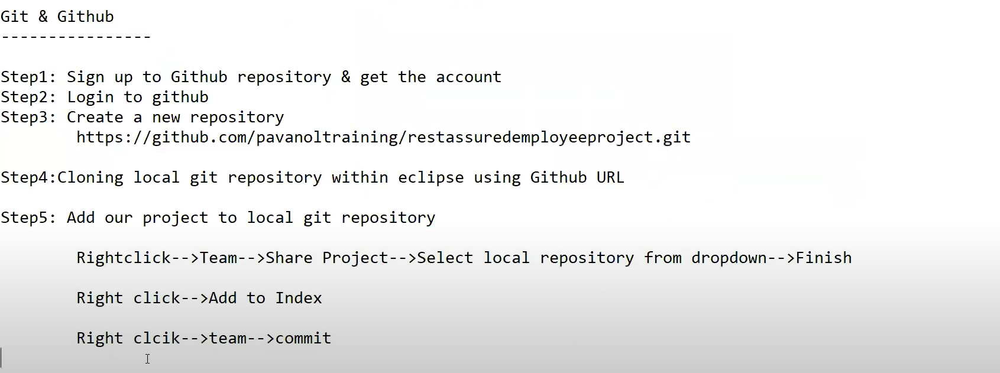 Git & Github
----------------
Step1: Sign up to Github repository & get the account
Step2: Login to github
Step3: Create a new repository
https://github.com/pavanoltraining/restassuredemployeeproject.git
Step4:Cloning local git repository within eclipse using Github URL
Step5: Add our project to local git repository
Rightclick-->Team-->Share Project-->Select local repository from dropdown-->Finish
Right click-->Add to Index
Right clcik-->team-->commit